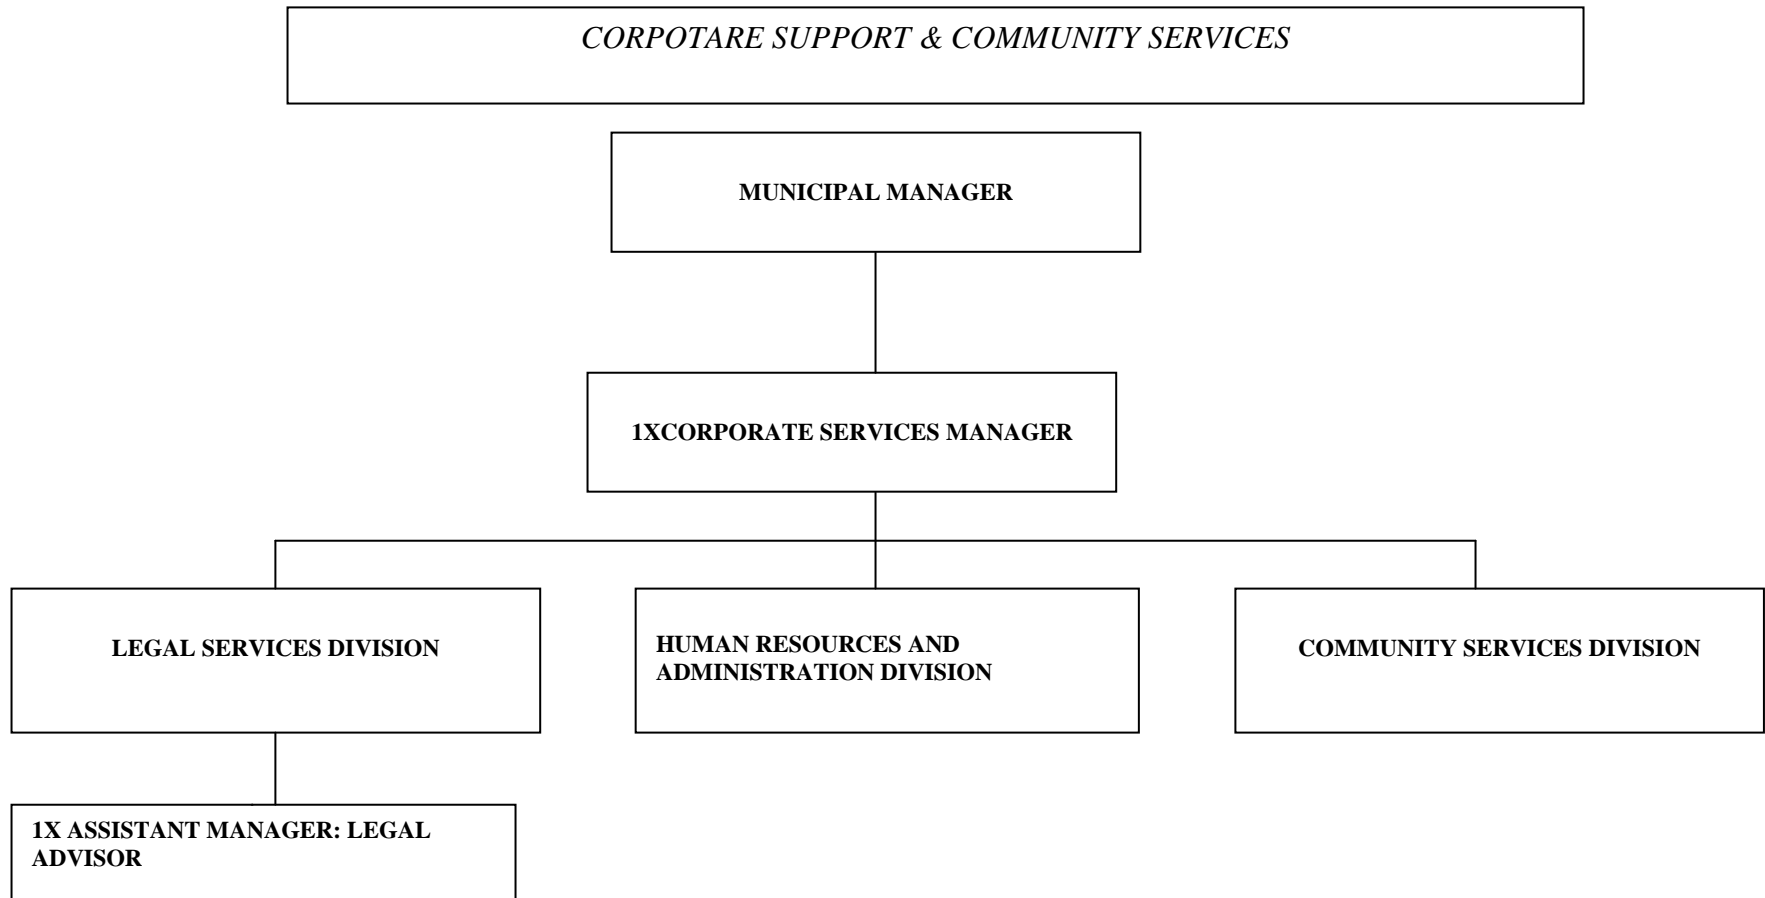 CORPOTARE SUPPORT & COMMUNITY SERVICES
MUNICIPAL MANAGER
1XCORPORATE SERVICES MANAGER
LEGAL SERVICES DIVISION
HUMAN RESOURCES AND
ADMINISTRATION DIVISION
COMMUNITY SERVICES DIVISION
1X ASSISTANT MANAGER: LEGAL
ADVISOR